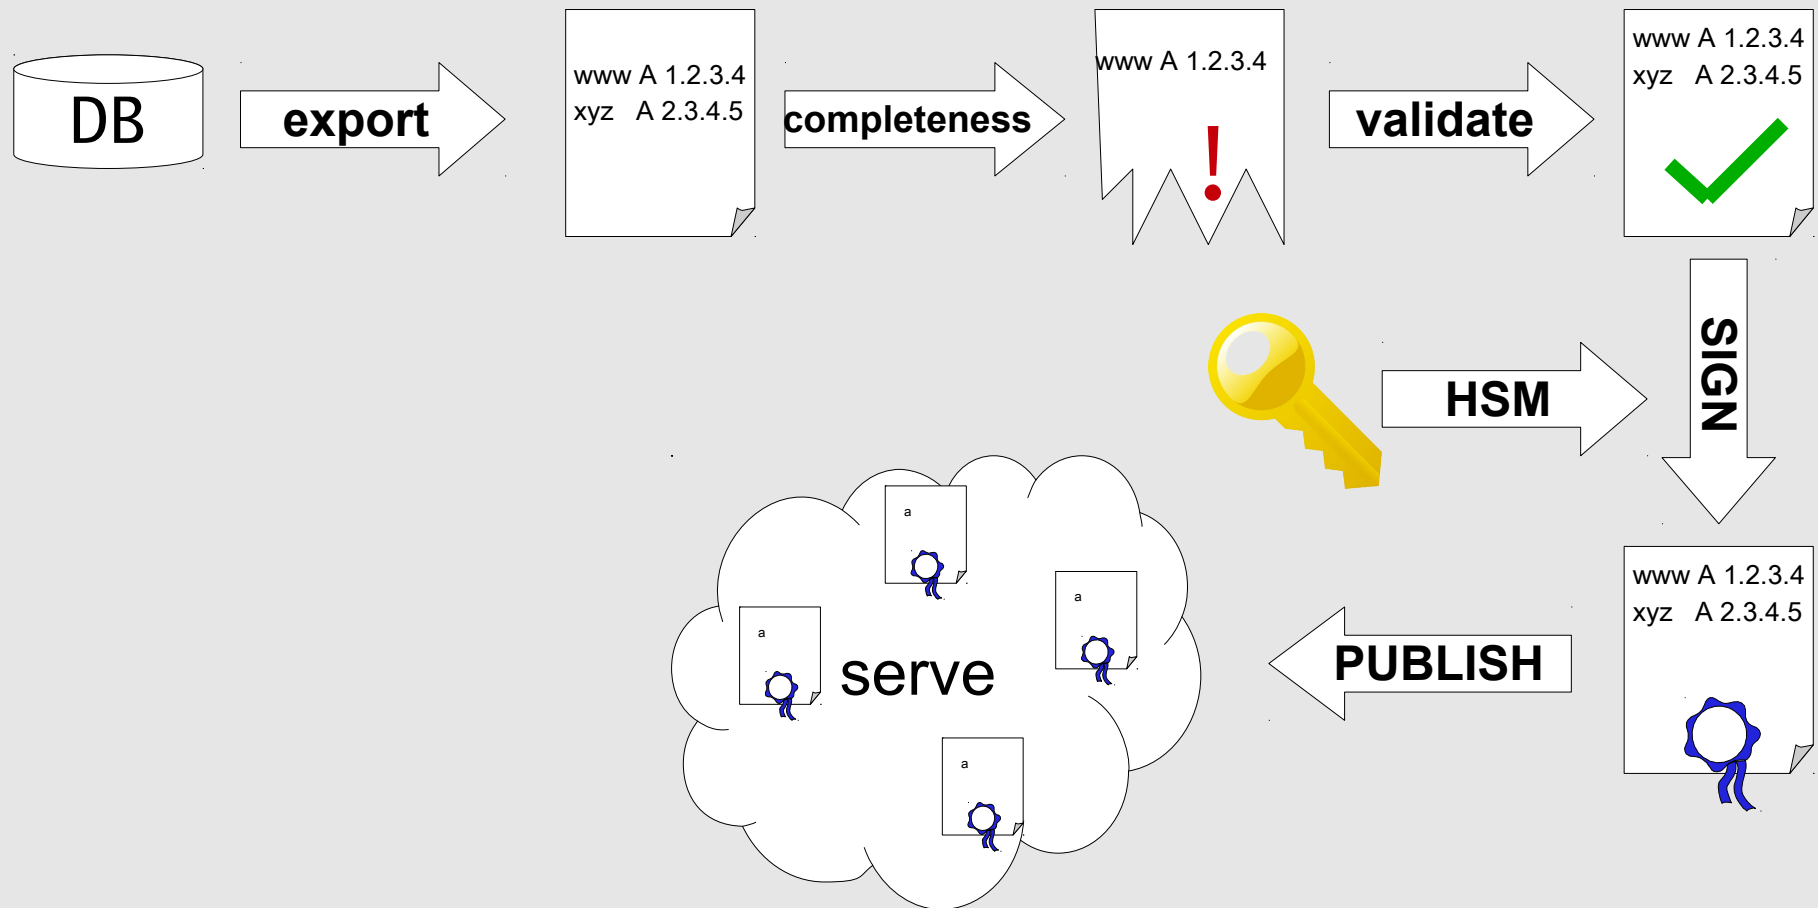 DB
export
www A 1.2.3.4
xyz A 2.3.4.5
completeness
www A 1.2.3.4
!
validate
www A 1.2.3.4
xyz A 2.3.4.5
SIGN
HSM
www A 1.2.3.4
xyz A 2.3.4.5
PUBLISH
serve
a
a
a
a